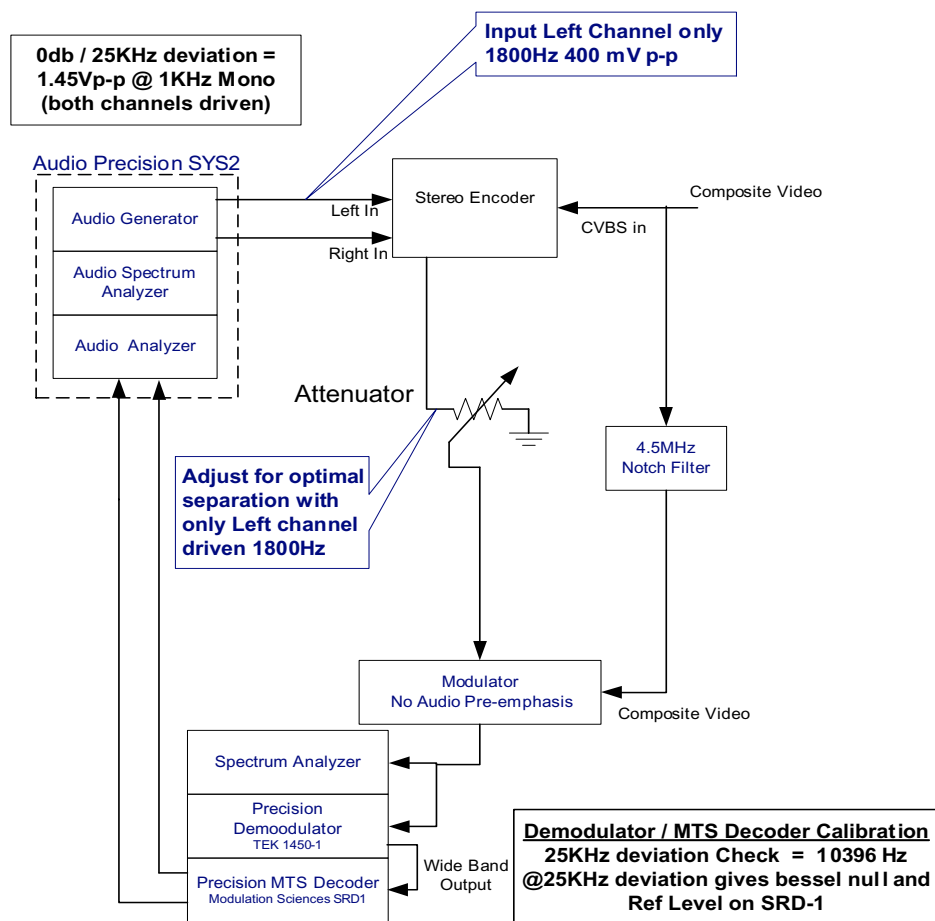 0db / 25KHz deviation =
1.45Vp-p @ 1KHz Mono
(both channels driven)
Input Left Channel only
1800Hz 400 mV p-p
Audio Precision SYS2
Audio Generator
Audio Spectrum
Analyzer
Audio Analyzer
Left In
Right In
Stereo Encoder
Composite Video
CVBS in
Attenuator
4.5MHz
Notch Filter
Adjust for optimal
separation with
only Left channel
driven 1800Hz
Modulator
No Audio Pre-emphasis
Composite Video
Spectrum Analyzer
Precision
Demoodulator
TEK 1450-1
Wide Band
Output
Precision MTS Decoder
Modulation Sciences SRD1
Demodulator / MTS Decoder Calibration
25KHz deviation Check = 10396 Hz
@25KHz deviation gives bessel null and
Ref Level on SRD-1